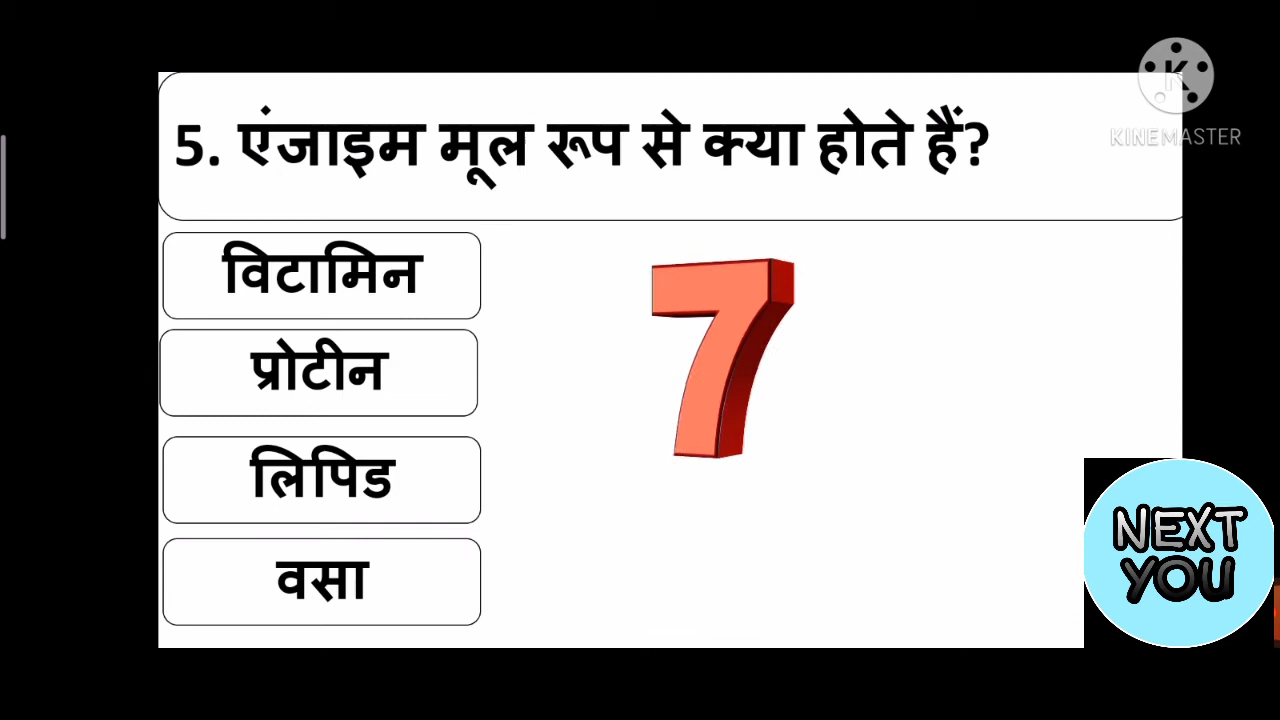 K
KINEMASTER
5. एंजाइम मूल रूप से क्या होते हैं?
विटामिन
7
प्रोटीन
लिपिड
वसा
NEXT
YOU